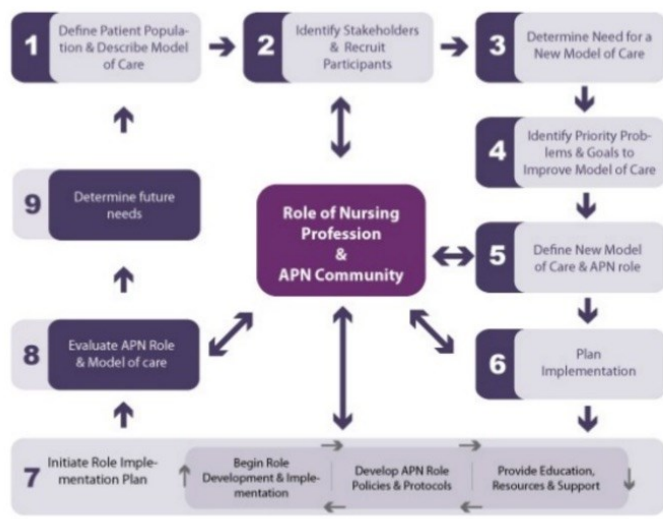 1
Define Patient Popula-
tion & Describe Model
of Care
2
Identify Stakeholders
& Recruit
Participants
3
Determine Need for a
New Model of Care
4
Identify Priority Prob-
lems & Goals to
Improve Model of Care
9
Determine future
needs
Role of Nursing
Profession
&
APN Community
5
Define New Model
of Care & APN role
8
Evaluate APN Role
& Model of care
6
Plan
Implementation
7
Initiate Role Imple-
mentation Plan
Begin Role
Development & Imple-
mentation
Develop APN Role
Policies & Protocols
Provide Education,
Resources & Support